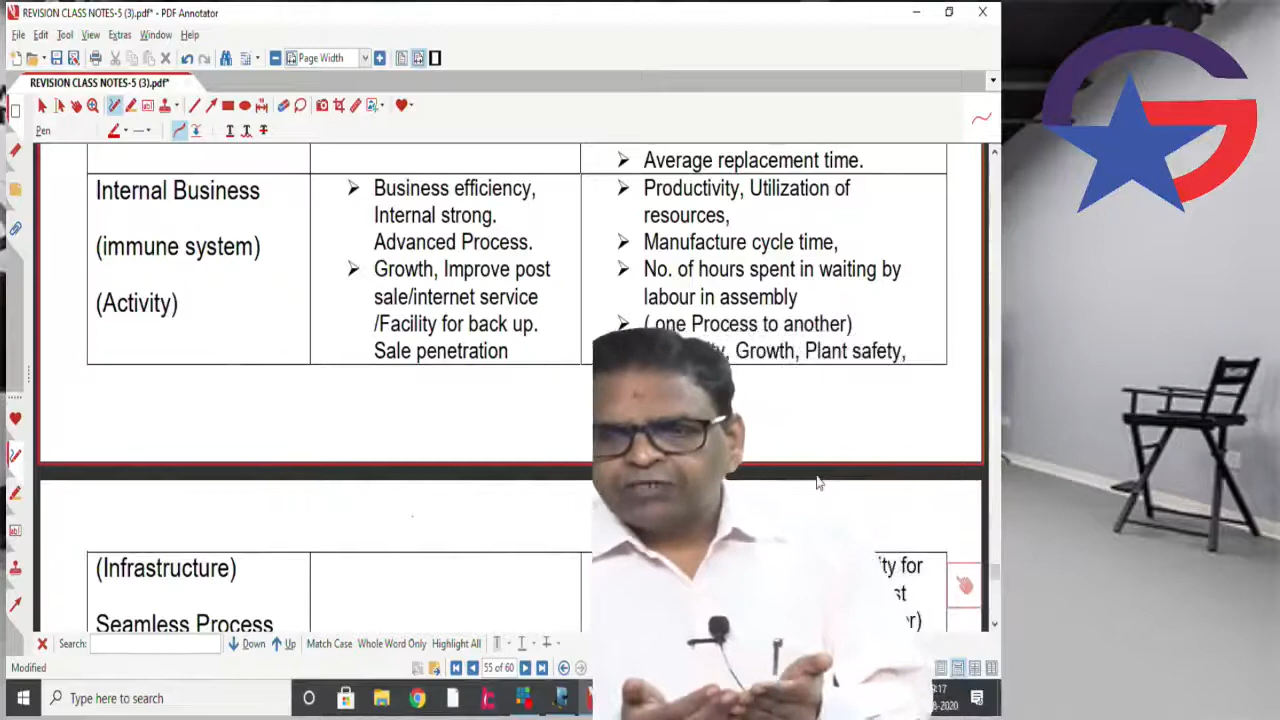 REVISION CLASS NOTES-5 (3).pdf* - PDF Annotator
File Edit Tool View Extras Window Help
Page Width
REVISION CLASS NOTES-5 (3).pdf*
Pen
Average replacement time.
Internal Business
(immune system)
(Activity)
Business efficiency,
Internal strong.
Advanced Process.
Growth, Improve post
sale/internet service
/Facility for back up.
Sale penetration
Productivity, Utilization of
resources,
Manufacture cycle time,
No. of hours spent in waiting by
labour in assembly
( one Process to another)
Growth, Plant safety,
(Infrastructure)
Seamless Process
ity for
st
r)
Search: Down Up Match Case Whole Word Only Highlight All
Modified
55 of 60
Type here to search
:17
-2020